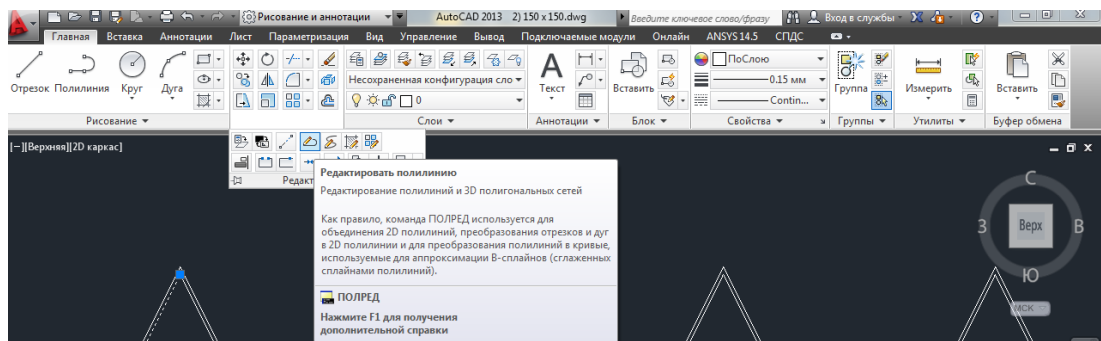 Рисование и аннотации
AutoCAD 2013 2) 150 x 150.dwg
Введите ключевое слово/фразу
Вход в службы
Главная Вставка Аннотации Лист Параметризация Вид Управление Вывод Подключаемые модули Онлайн ANSYS 14.5 СПДС
Отрезок Полилиния Круг Дуга
Несохраненная конфигурация сло
0
Текст
Вставить
ПоСлою
0.15 мм
Contin...
Группа
Измерить
Вставить
Рисование
Слои
Аннотации
Блок
Свойства
Группы
Утилиты
Буфер обмена
[−][Верхняя][2D каркас]
Редакт
Редактировать полилинию
Редактирование полилиний и 3D полигональных сетей
Как правило, команда ПОЛРЕД используется для
объединения 2D полилиний, преобразования отрезков и дуг
в 2D полилинии и для преобразования полилиний в кривые,
используемые для аппроксимации B-сплайнов (сглаженных
сплайнами полилиний).
ПОЛРЕД
Нажмите F1 для получения
дополнительной справки
С
З
Верх
В
Ю
МСК